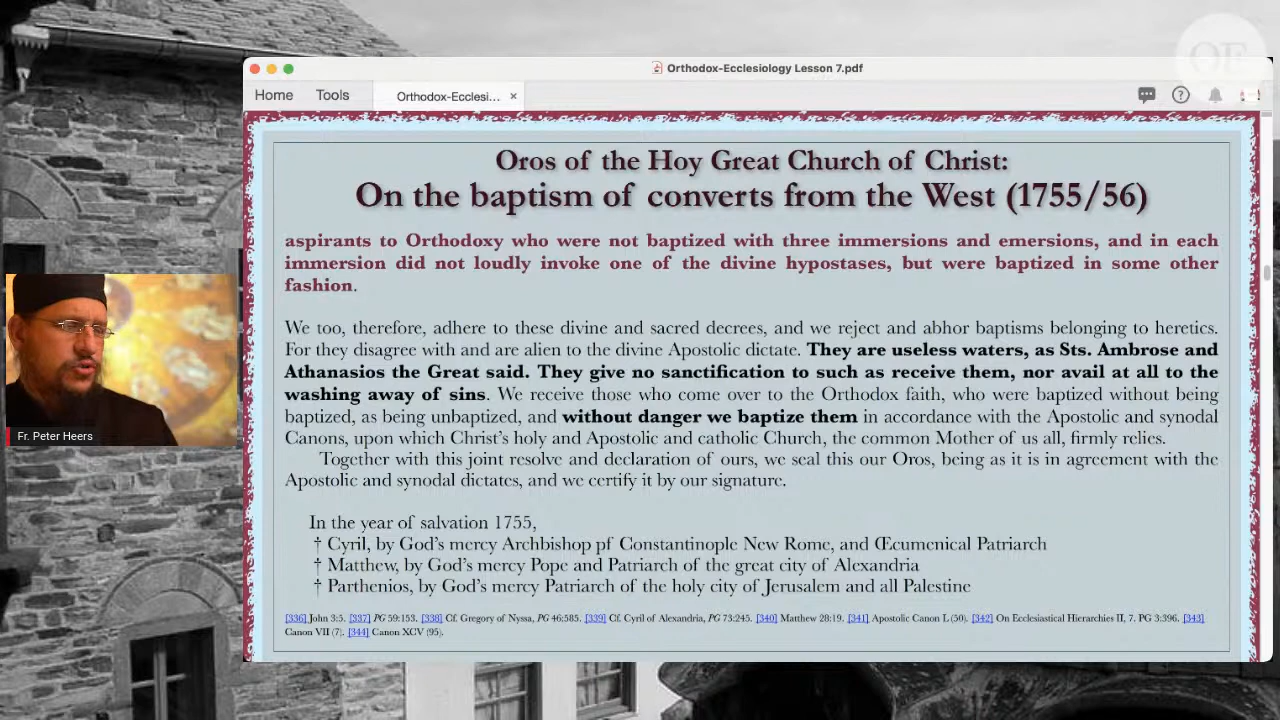 OE
Orthodox-Ecclesiology Lesson 7.pdf
Home Tools Orthodox-Ecclesi... ×
Oros of the Hoy Great Church of Christ:
On the baptism of converts from the West (1755/56)
aspirants to Orthodoxy who were not baptized with three immersions and emersions, and in each
immersion did not loudly invoke one of the divine hypostases, but were baptized in some other
fashion.
We too, therefore, adhere to these divine and sacred decrees, and we reject and abhor baptisms belonging to heretics.
For they disagree with and are alien to the divine Apostolic dictate. They are useless waters, as Sts. Ambrose and
Athanasios the Great said. They give no sanctification to such as receive them, nor avail at all to the
washing away of sins. We receive those who come over to the Orthodox faith, who were baptized without being
baptized, as being unbaptized, and without danger we baptize them in accordance with the Apostolic and synodal
Canons, upon which Christ's holy and Apostolic and catholic Church, the common Mother of us all, firmly relies.
Together with this joint resolve and declaration of ours, we seal this our Oros, being as it is in agreement with the
Apostolic and synodal dictates, and we certify it by our signature.
In the year of salvation 1755,
† Cyril, by God's mercy Archbishop pf Constantinople New Rome, and Œcumenical Patriarch
† Matthew, by God's mercy Pope and Patriarch of the great city of Alexandria
† Parthenios, by God's mercy Patriarch of the holy city of Jerusalem and all Palestine
[336] John 3:5. [337] PG 59:153. [338] Cf. Gregory of Nyssa, PG 46:585. [339] Cf. Cyril of Alexandria, PG 73:245. [340] Matthew 28:19. [341] Apostolic Canon L (50). [342] On Ecclesiastical Hierarchies II, 7. PG 3:396. [343]
Canon VII (7). [344] Canon XCV (95).
Fr. Peter Heers